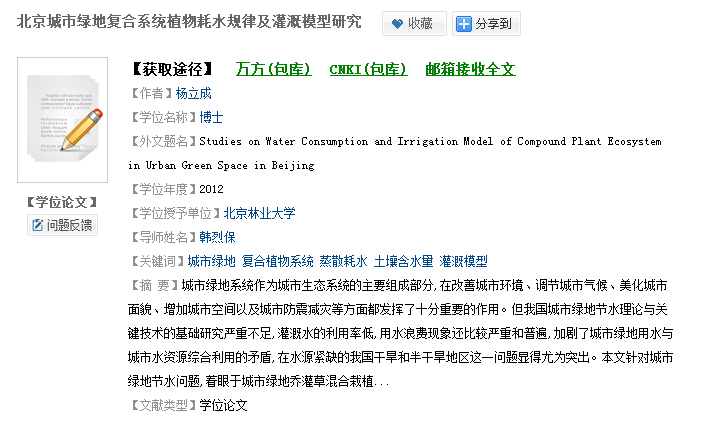 北京城市绿地复合系统植物耗水规律及灌溉模型研究 收藏 分享到
【获取途径】 万方(包库) CNKI(包库) 邮箱接收全文
【作者】杨立成
【学位名称】博士
【外文题名】Studies on Water Consumption and Irrigation Model of Compound Plant Ecosystem
in Urban Green Space in Beijing
【学位年度】2012
【学位论文】
【学位授予单位】北京林业大学
问题反馈
【导师姓名】韩烈保
【关键词】城市绿地 复合植物系统 蒸散耗水 土壤含水量 灌溉模型
【摘 要】城市绿地系统作为城市生态系统的主要组成部分,在改善城市环境、调节城市气候、美化城市
面貌、增加城市空间以及城市防震减灾等方面都发挥了十分重要的作用。但我国城市绿地节水理论与关
键技术的基础研究严重不足,灌溉水的利用率低,用水浪费现象还比较严重和普遍,加剧了城市绿地用水与
城市水资源综合利用的矛盾,在水源紧缺的我国干旱和半干旱地区这一问题显得尤为突出。本文针对城市
绿地节水问题,着眼于城市绿地乔灌草混合栽植...
【文献类型】学位论文